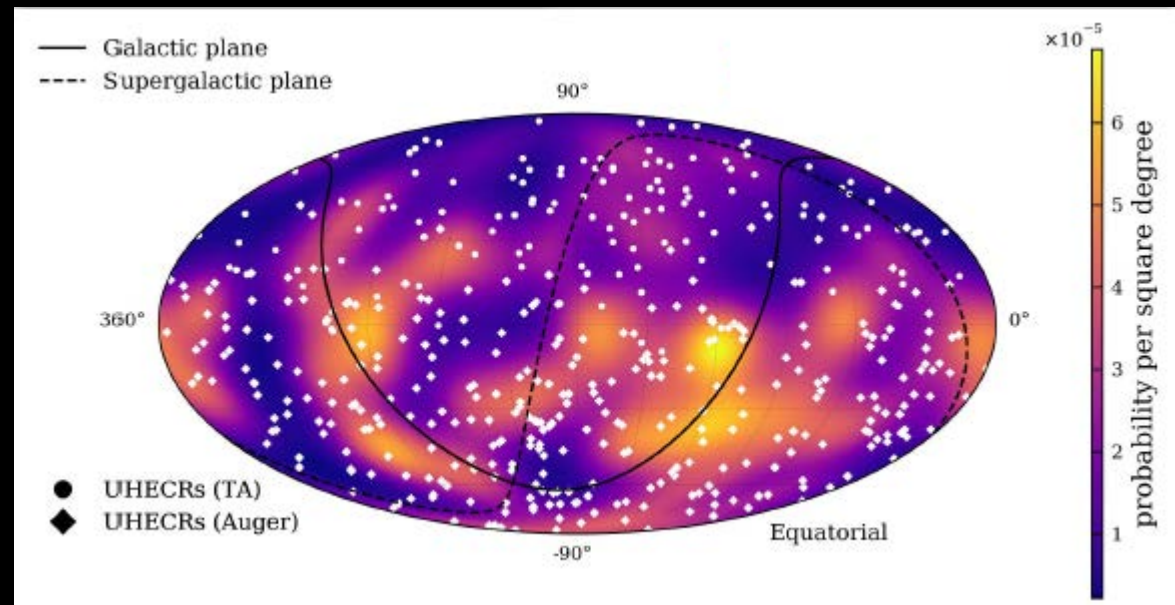 Galactic plane
Supergalactic plane
90°
×10⁻⁵
6
5
4
3
2
1
probability per square degree
360°
0°
UHECRs (TA)
UHECRs (Auger)
Equatorial
-90°